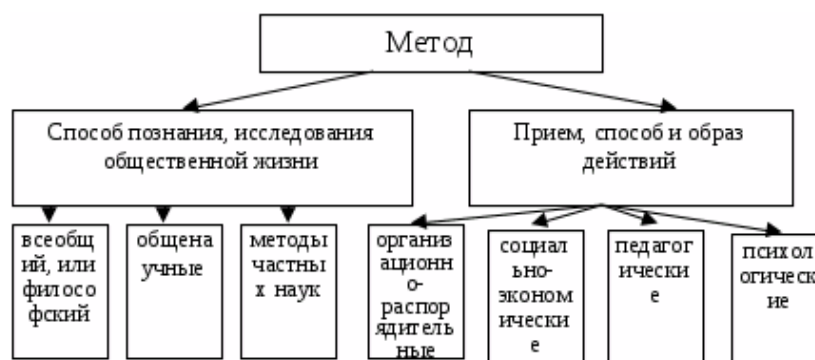 Метод
Способ познания, исследования
общественной жизни
Прием, способ и образ
действий
всеобщ
ий, или
филосо
фский
общена
учные
методы
частны
х наук
организ
ационн
о-
распор
ядитель
ные
социал
ьно-
эконом
ически
е
педагог
ически
е
психол
огическ
ие